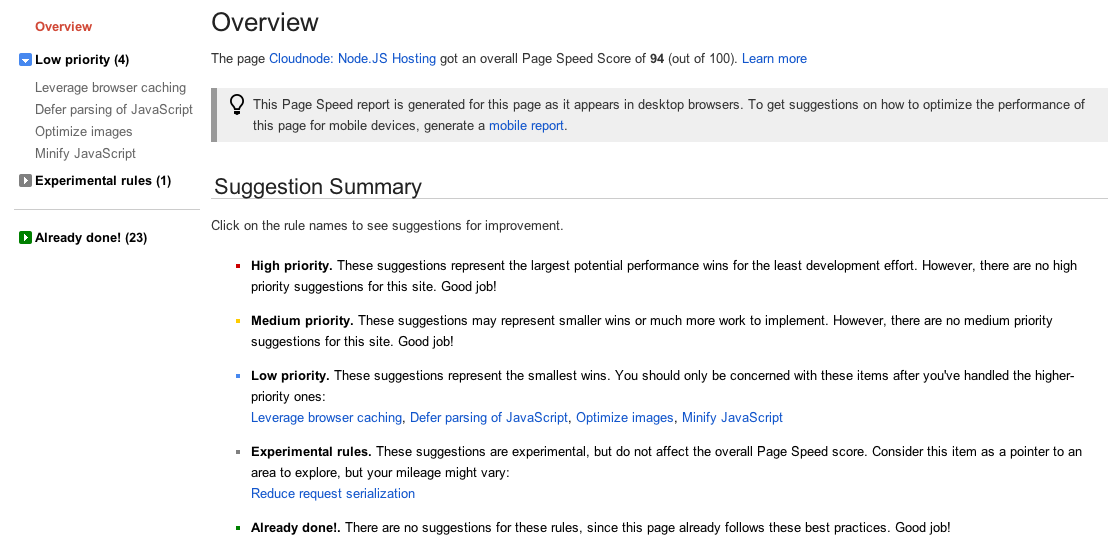 Overview
Low priority (4)
Leverage browser caching
Defer parsing of JavaScript
Optimize images
Minify JavaScript
Experimental rules (1)
Already done! (23)
Overview
The page Cloudnode: Node.JS Hosting got an overall Page Speed Score of 94 (out of 100). Learn more
This Page Speed report is generated for this page as it appears in desktop browsers. To get suggestions on how to optimize the performance of
this page for mobile devices, generate a mobile report.
Suggestion Summary
Click on the rule names to see suggestions for improvement.
High priority. These suggestions represent the largest potential performance wins for the least development effort. However, there are no high
priority suggestions for this site. Good job!
Medium priority. These suggestions may represent smaller wins or much more work to implement. However, there are no medium priority
suggestions for this site. Good job!
Low priority. These suggestions represent the smallest wins. You should only be concerned with these items after you've handled the higher-
priority ones:
Leverage browser caching, Defer parsing of JavaScript, Optimize images, Minify JavaScript
Experimental rules. These suggestions are experimental, but do not affect the overall Page Speed score. Consider this item as a pointer to an
area to explore, but your mileage might vary:
Reduce request serialization
Already done!. There are no suggestions for these rules, since this page already follows these best practices. Good job!